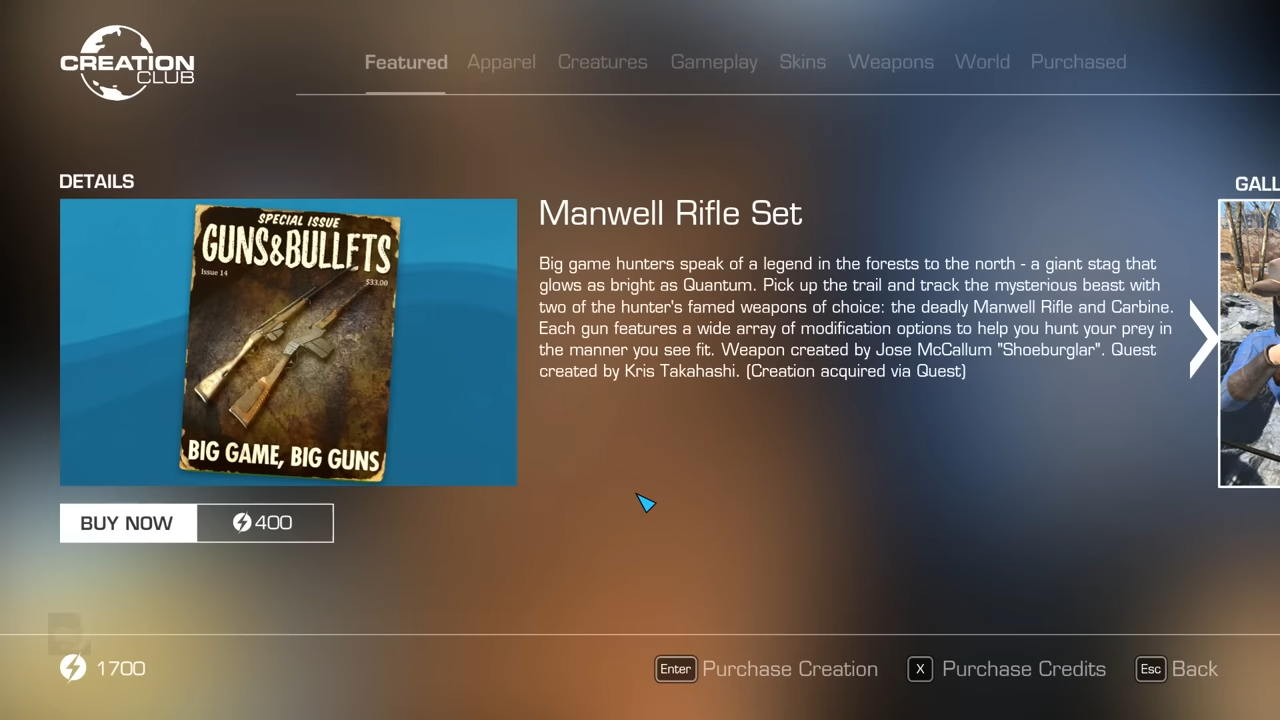 CREATION
CLUB
Featured Apparel Creatures Gameplay Skins Weapons World Purchased
DETAILS
SPECIAL ISSUE
GUNS&BULLETS
Issue 14
$33.00
BIG GAME, BIG GUNS
Manwell Rifle Set
Big game hunters speak of a legend in the forests to the north - a giant stag that
glows as bright as Quantum. Pick up the trail and track the mysterious beast with
two of the hunter's famed weapons of choice: the deadly Manwell Rifle and Carbine.
Each gun features a wide array of modification options to help you hunt your prey in
the manner you see fit. Weapon created by Jose McCallum "Shoeburglar". Quest
created by Kris Takahashi. (Creation acquired via Quest)
GALL
BUY NOW 400
1700
Enter Purchase Creation X Purchase Credits Esc Back